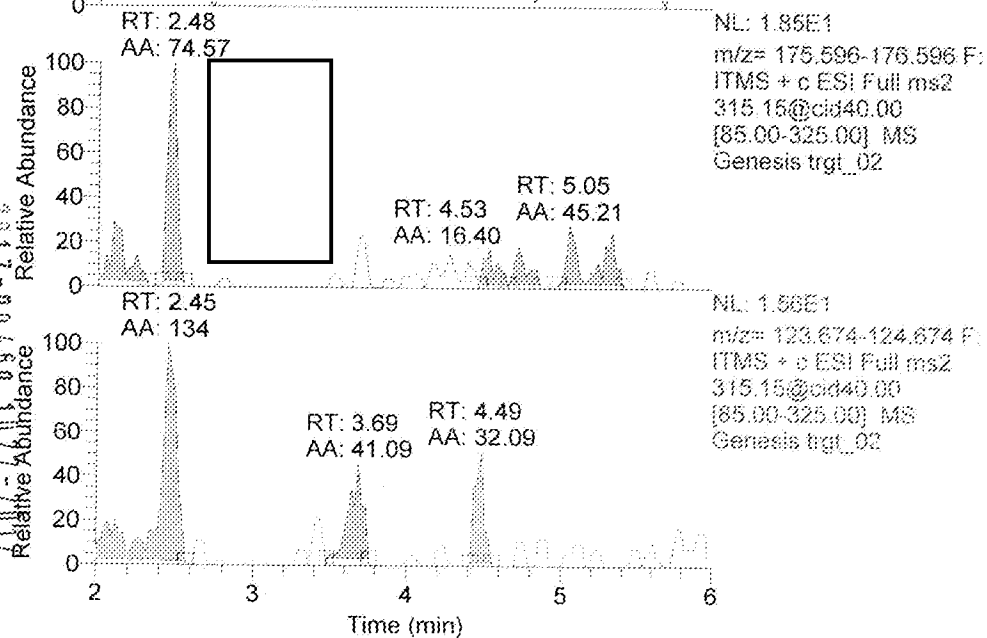 0
RT: 2.48
AA: 74.57
NL: 1.85E1
m/z= 175.596-176.596 F:
ITMS + c ESI Full ms2
315.15@cid40.00
[85.00-325.00] MS
Genesis trgt_02
Relative Abundance
100
80
60
40
20
0
RT: 4.53
AA: 16.40
RT: 5.05
AA: 45.21
RT: 2.45
AA: 134
NL: 1.56E1
m/z= 123.674-124.674 F:
ITMS + c ESI Full ms2
315.15@cid40.00
[85.00-325.00] MS
Genesis trgt_02
Relative Abundance
100
80
60
40
20
0
RT: 3.69
AA: 41.09
RT: 4.49
AA: 32.09
2 3 4 5 6
Time (min)